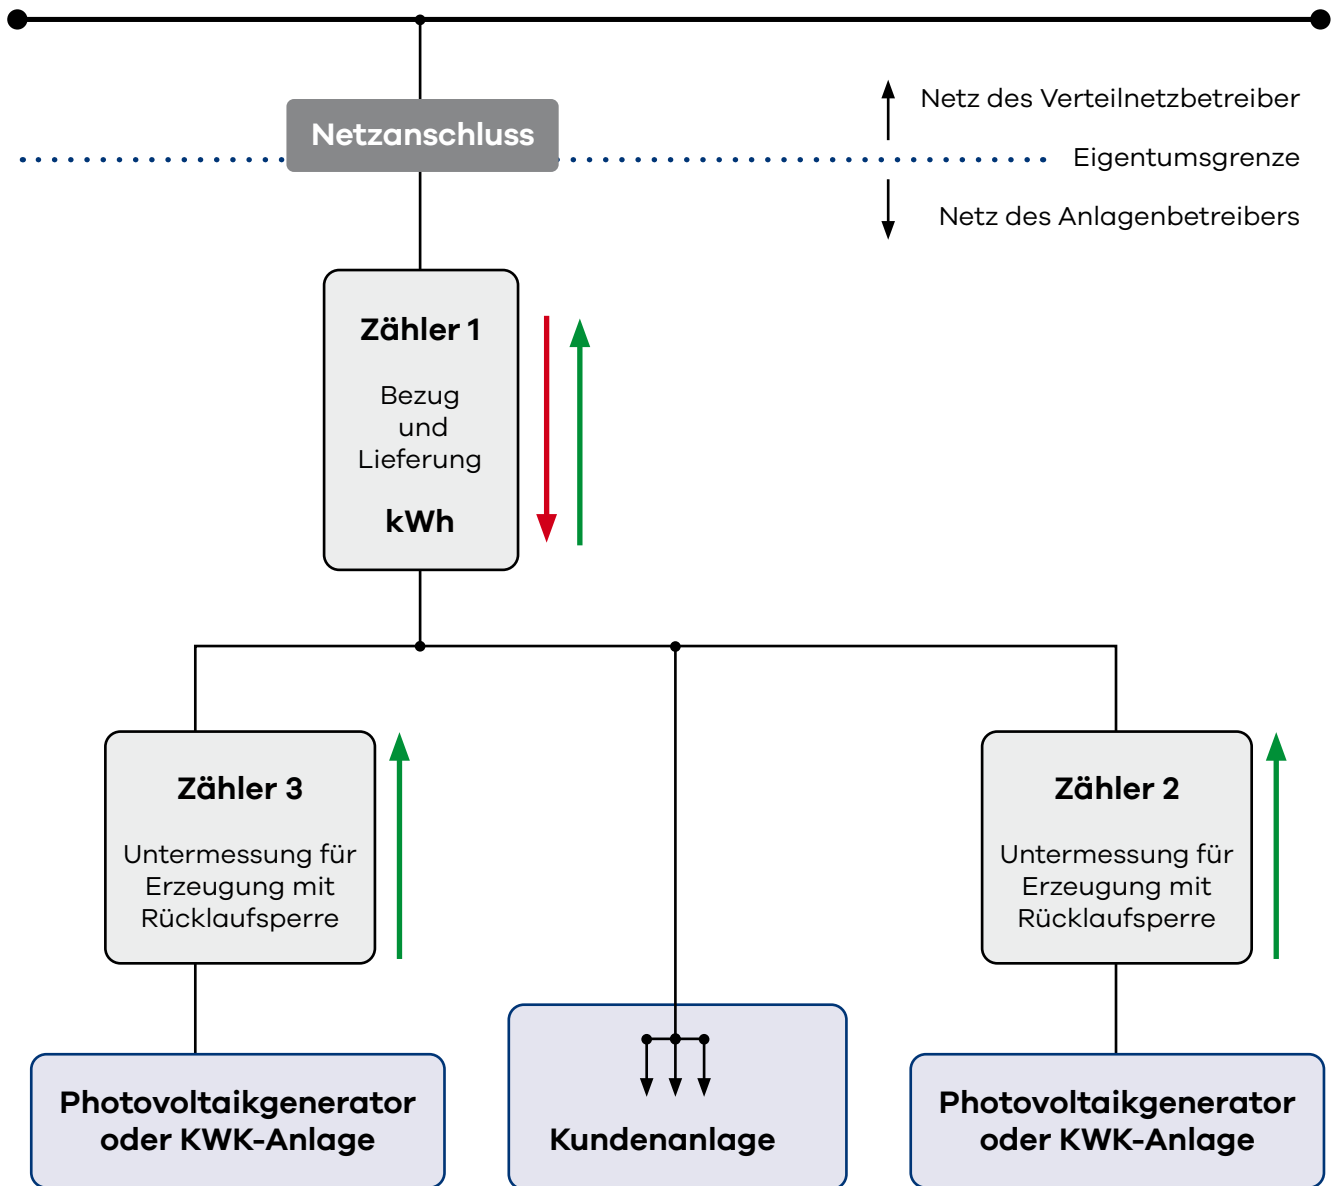 Netz des Verteilnetzbetreiber
Netzanschluss
Eigentumsgrenze
Netz des Anlagenbetreibers
Zähler 1
Bezug
und
Lieferung
kWh
Zähler 3
Untermessung für
Erzeugung mit
Rücklaufsperre
Zähler 2
Untermessung für
Erzeugung mit
Rücklaufsperre
Photovoltaikgenerator
oder KWK-Anlage
Kundenanlage
Photovoltaikgenerator
oder KWK-Anlage